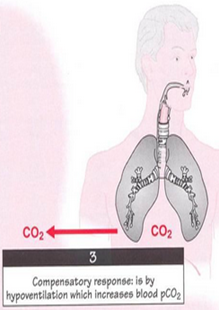 CO₂ CO₂
3
Compensatory response: is by
hypoventilation which increases blood pCO₂